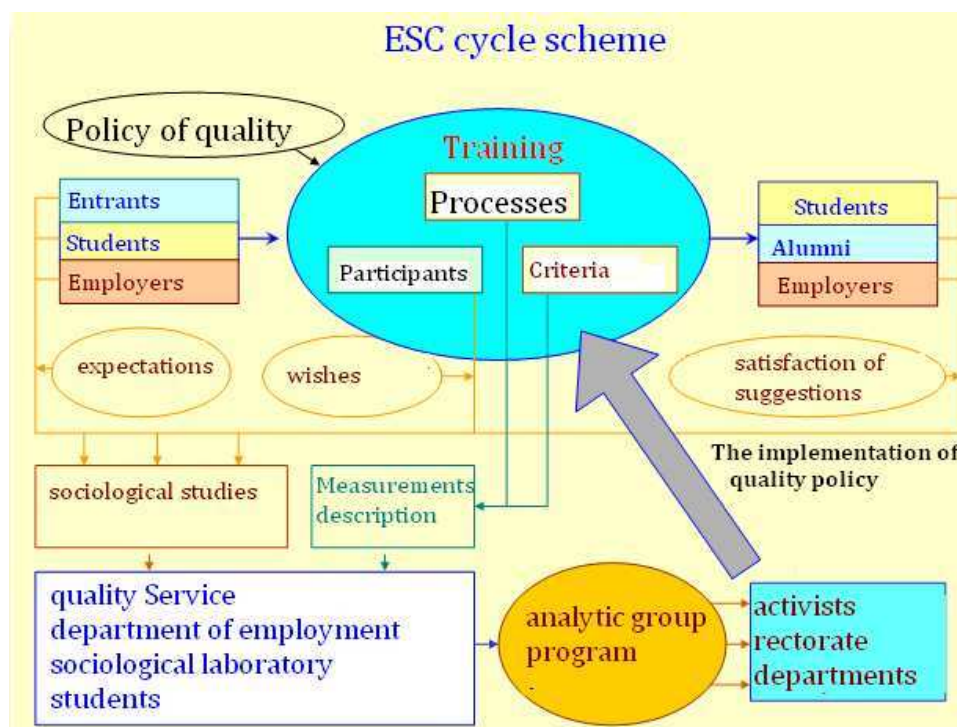 ESC cycle scheme
Policy of quality
Training
Processes
Participants
Criteria
Entrants
Students
Employers
Students
Alumni
Employers
expectations
wishes
satisfaction of
suggestions
The implementation of
quality policy
sociological studies
Measurements
description
quality Service
department of employment
sociological laboratory
students
analytic group
program
activists
rectorate
departments